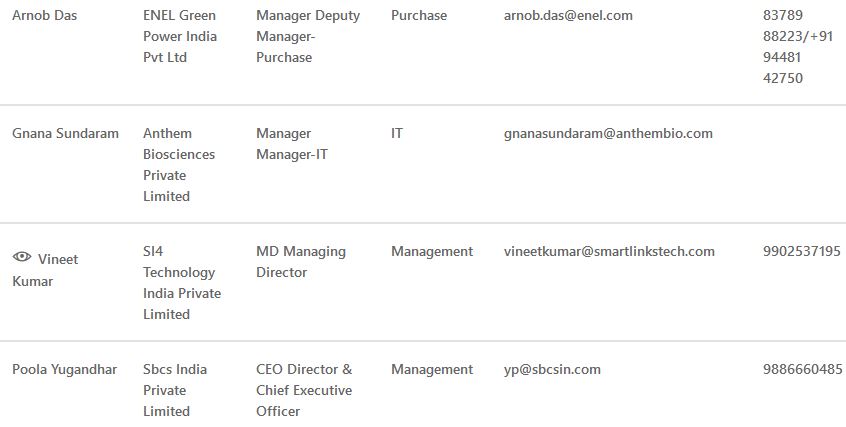 Arnob Das ENEL Green Manager Deputy Purchase arnob.das@enel.com 83789
Power India Manager- 88223/+91
Pvt Ltd Purchase 94481
42750
Gnana Sundaram Anthem Manager IT gnanasundaram@anthembio.com
Biosciences Manager-IT
Private
Limited
Vineet SI4 MD Managing Management vineetkumar@smartlinkstech.com 9902537195
Kumar Technology Director
India Private
Limited
Poola Yugandhar Sbcs India CEO Director & Management yp@sbcsin.com 9886660485
Private Chief Executive
Limited Officer